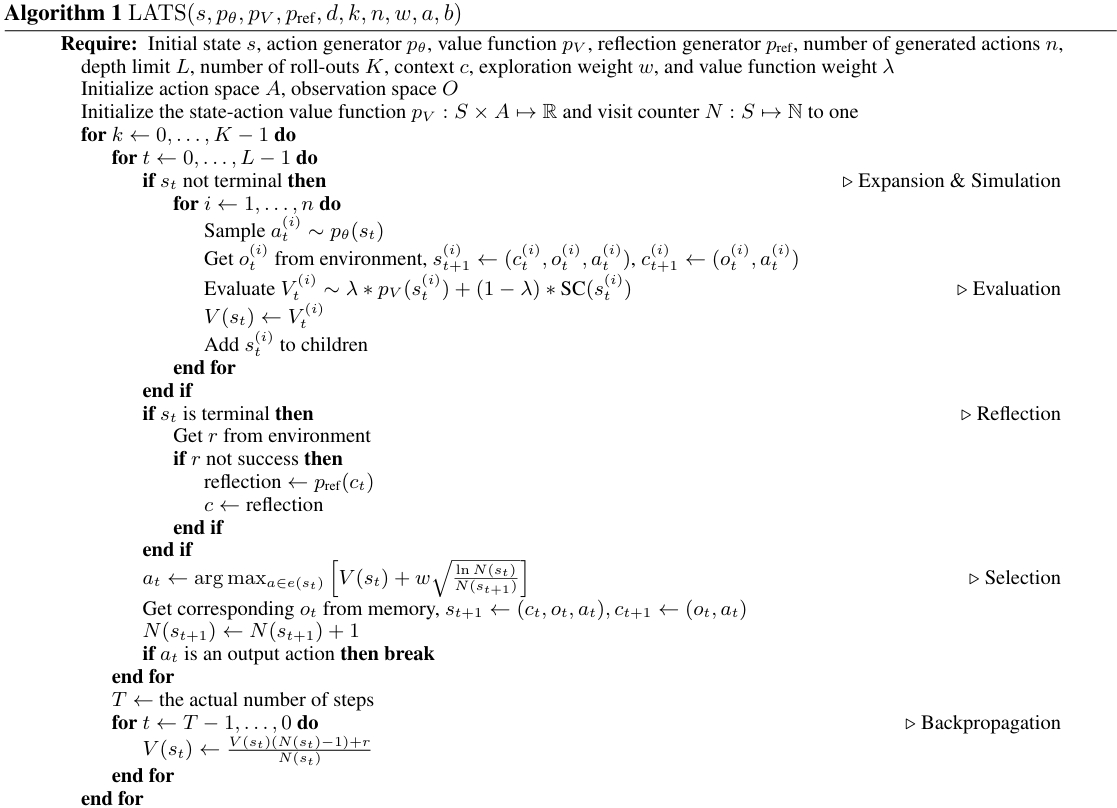 Algorithm 1 LATS(s, p_θ, p_V, p_ref, d, k, n, w, a, b)
Require: Initial state s, action generator p_θ, value function p_V, reflection generator p_ref, number of generated actions n,
depth limit L, number of roll-outs K, context c, exploration weight w, and value function weight λ
Initialize action space A, observation space O
Initialize the state-action value function p_V : S × A ↦ ℝ and visit counter N : S ↦ ℕ to one
for k ← 0, . . . , K − 1 do
for t ← 0, . . . , L − 1 do
if s_t not terminal then ▷ Expansion & Simulation
for i ← 1, . . . , n do
Sample a_t^(i) ∼ p_θ(s_t)
Get o_t^(i) from environment, s_{t+1}^(i) ← (c_t^(i), o_t^(i), a_t^(i)), c_{t+1}^(i) ← (o_t^(i), a_t^(i))
Evaluate V_t^(i) ∼ λ ∗ p_V(s_t^(i)) + (1 − λ) ∗ SC(s_t^(i)) ▷ Evaluation
V(s_t) ← V_t^(i)
Add s_t^(i) to children
end for
end if
if s_t is terminal then ▷ Reflection
Get r from environment
if r not success then
reflection ← p_ref(c_t)
c ← reflection
end if
end if
a_t ← arg max_{a∈e(s_t)} [V(s_t) + w√(ln N(s_t) / N(s_{t+1}))] ▷ Selection
Get corresponding o_t from memory, s_{t+1} ← (c_t, o_t, a_t), c_{t+1} ← (o_t, a_t)
N(s_{t+1}) ← N(s_{t+1}) + 1
if a_t is an output action then break
end for
T ← the actual number of steps
for t ← T − 1, . . . , 0 do ▷ Backpropagation
V(s_t) ← (V(s_t)(N(s_t)−1)+r) / N(s_t)
end for
end for